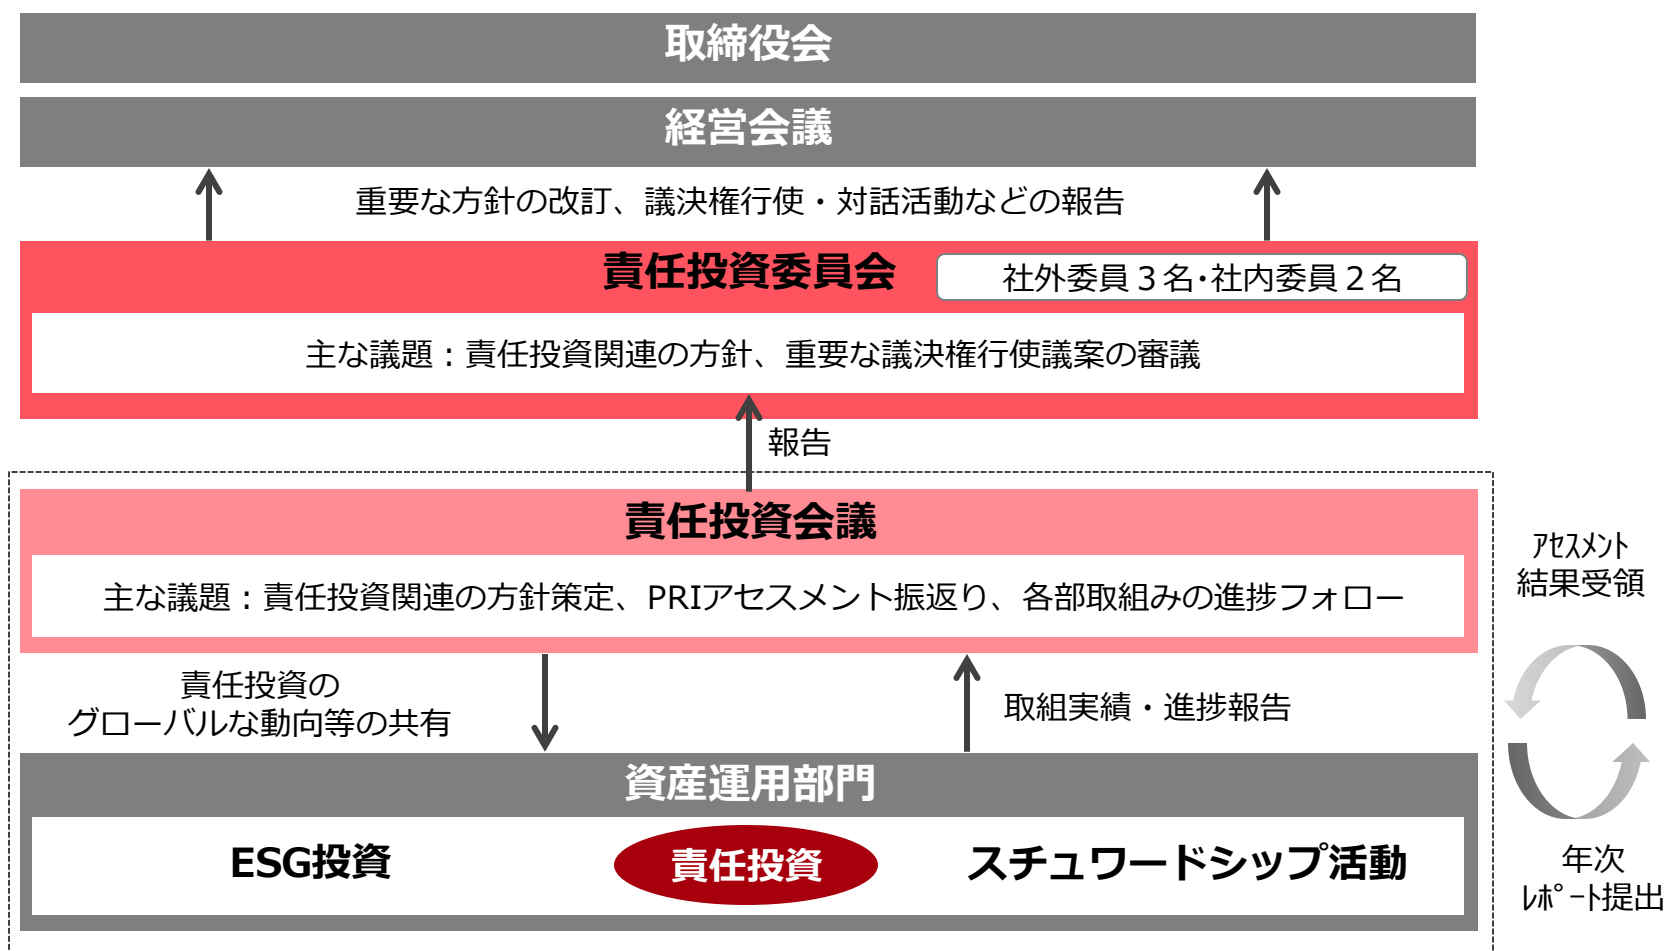 取締役会
経営会議
重要な方針の改訂、議決権行使・対話活動などの報告
責任投資委員会
社外委員３名･社内委員２名
主な議題：責任投資関連の方針、重要な議決権行使議案の審議
報告
責任投資会議
主な議題：責任投資関連の方針策定、PRIアセスメント振返り、各部取組みの進捗フォロー
責任投資の
グローバルな動向等の共有
取組実績・進捗報告
資産運用部門
ESG投資
責任投資
スチュワードシップ活動
ｱｾｽﾒﾝﾄ
結果受領
年次
ﾚﾎﾟｰﾄ提出